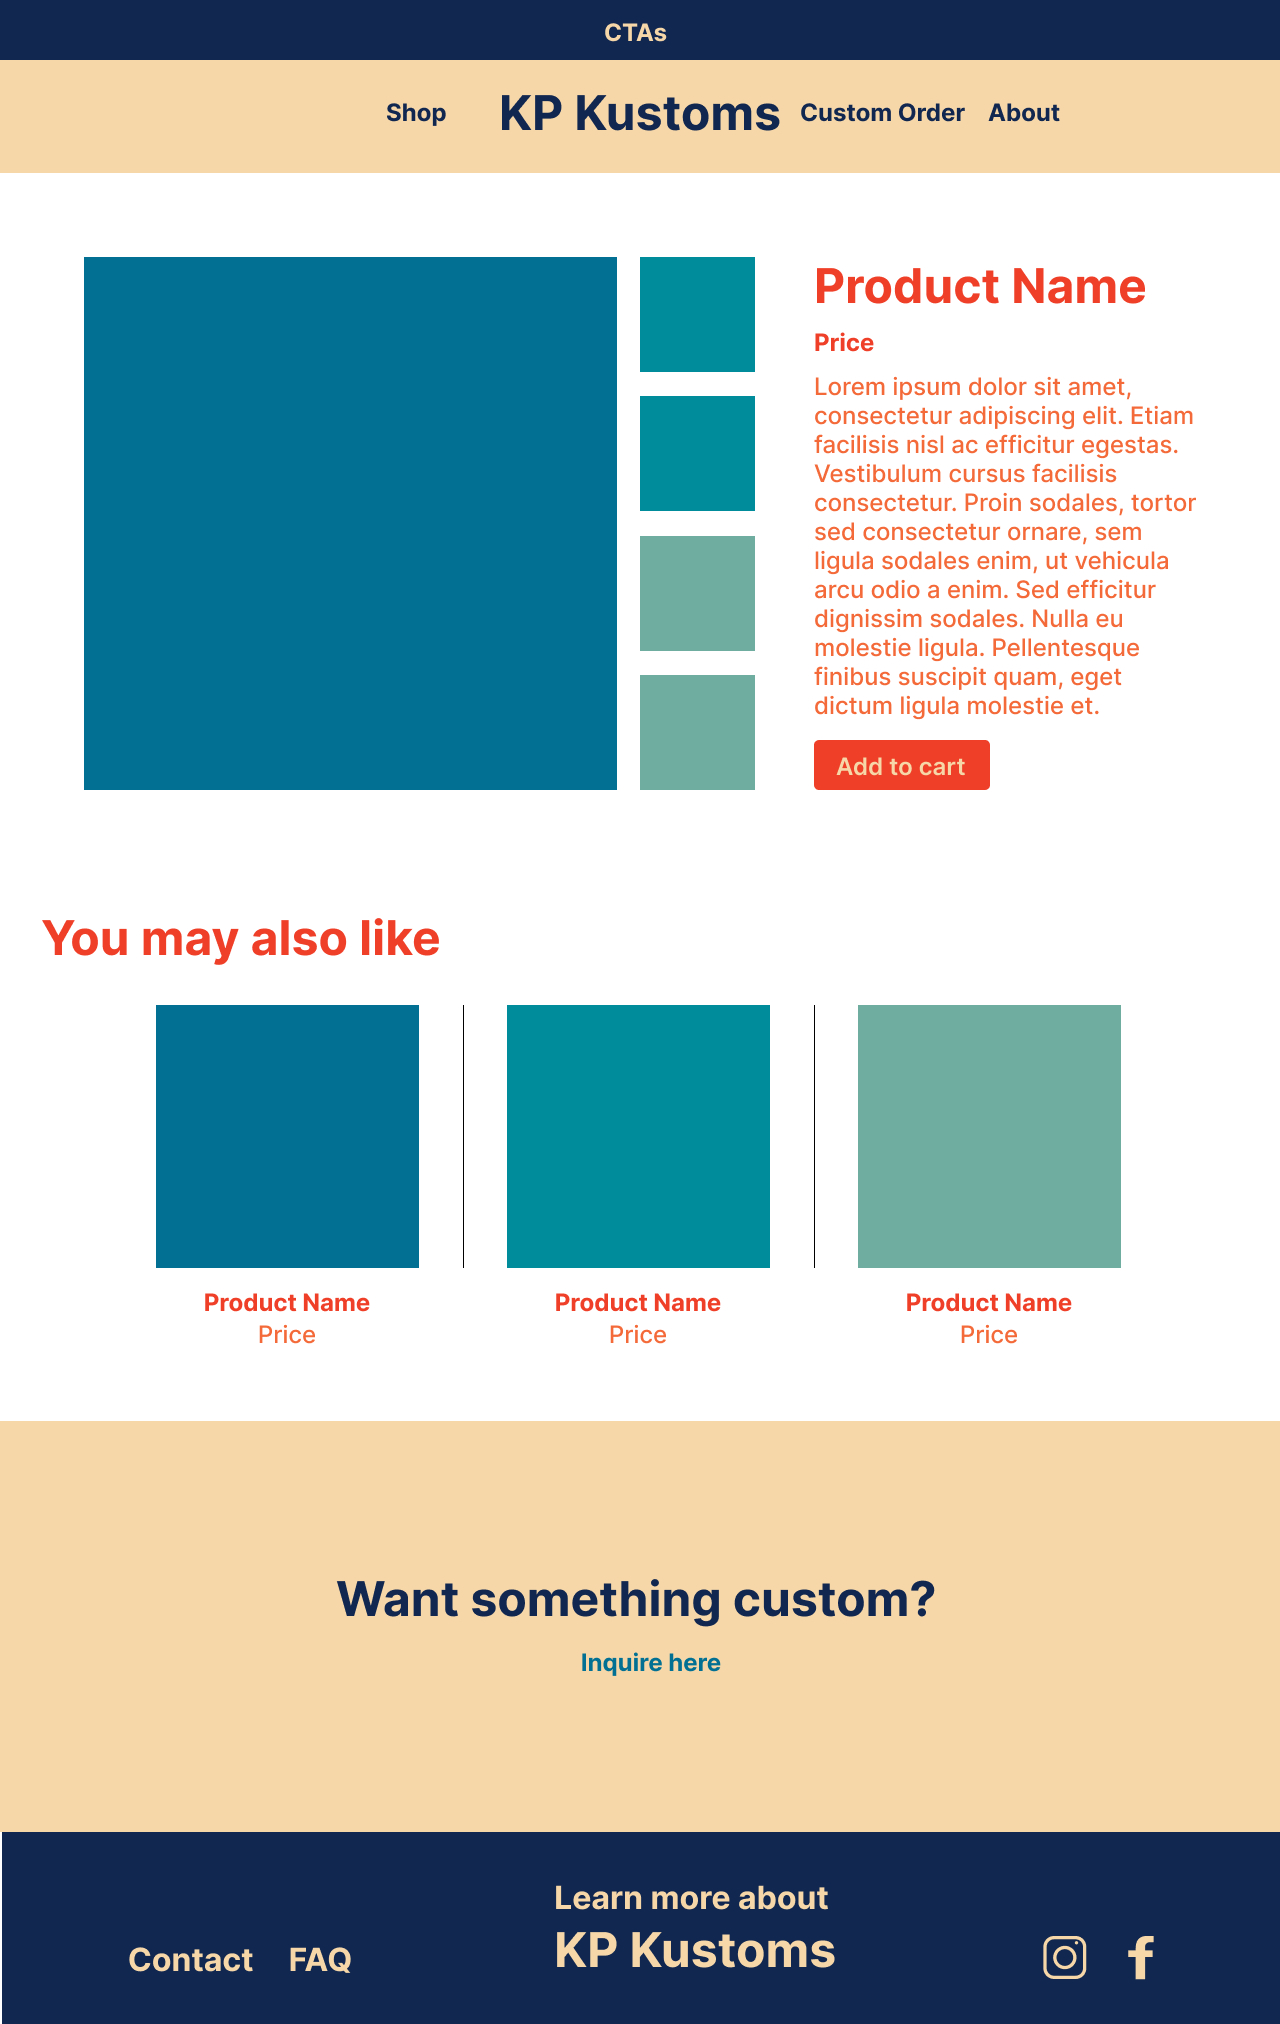 CTAs
Shop
KP Kustoms
Custom Order
About
Product Name
Price
Lorem ipsum dolor sit amet,
consectetur adipiscing elit. Etiam
facilisis nisl ac efficitur egestas.
Vestibulum cursus facilisis
consectetur. Proin sodales, tortor
sed consectetur ornare, sem
ligula sodales enim, ut vehicula
arcu odio a enim. Sed efficitur
dignissim sodales. Nulla eu
molestie ligula. Pellentesque
finibus suscipit quam, eget
dictum ligula molestie et.
Add to cart
You may also like
Product Name
Price
Product Name
Price
Product Name
Price
Want something custom?
Inquire here
Contact
FAQ
Learn more about
KP Kustoms